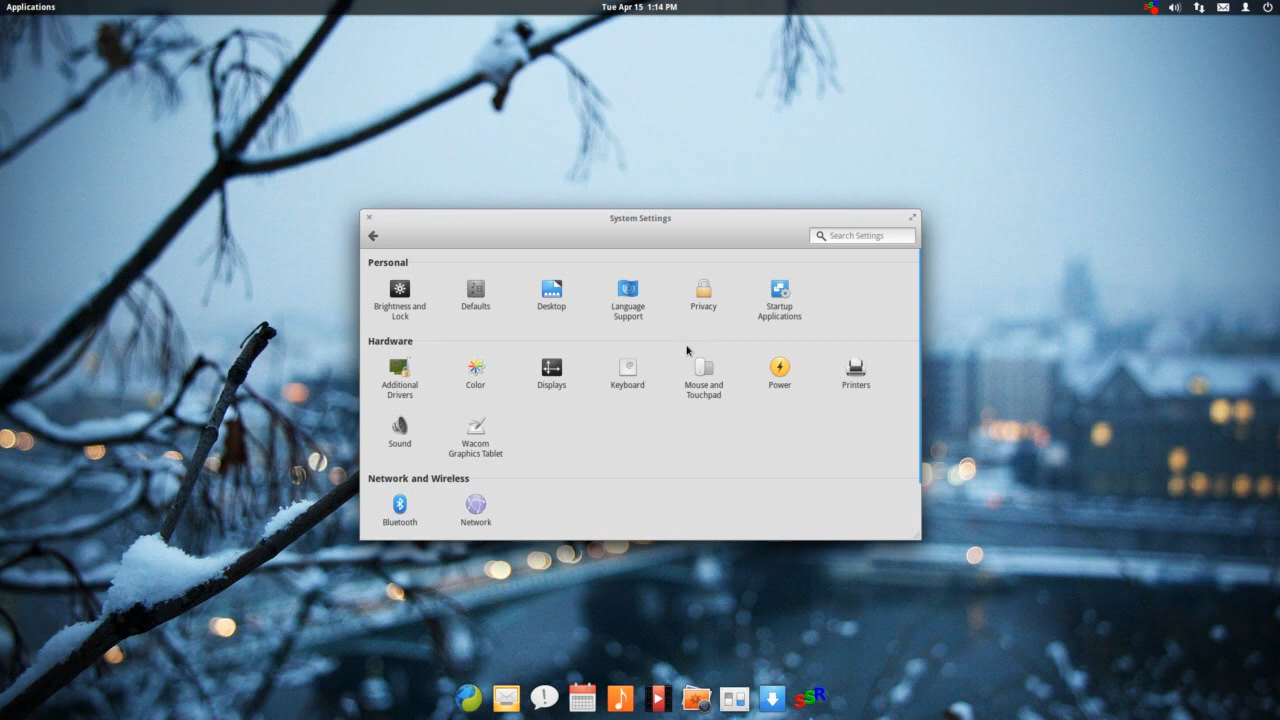 Applications
Tue Apr 15 1:14 PM
SSR
System Settings
Search Settings
Personal
Brightness and
Lock
Defaults
Desktop
Language
Support
Privacy
Startup
Applications
Hardware
Additional
Drivers
Color
Displays
Keyboard
Mouse and
Touchpad
Power
Printers
Sound
Wacom
Graphics Tablet
Network and Wireless
Bluetooth
Network
SSR